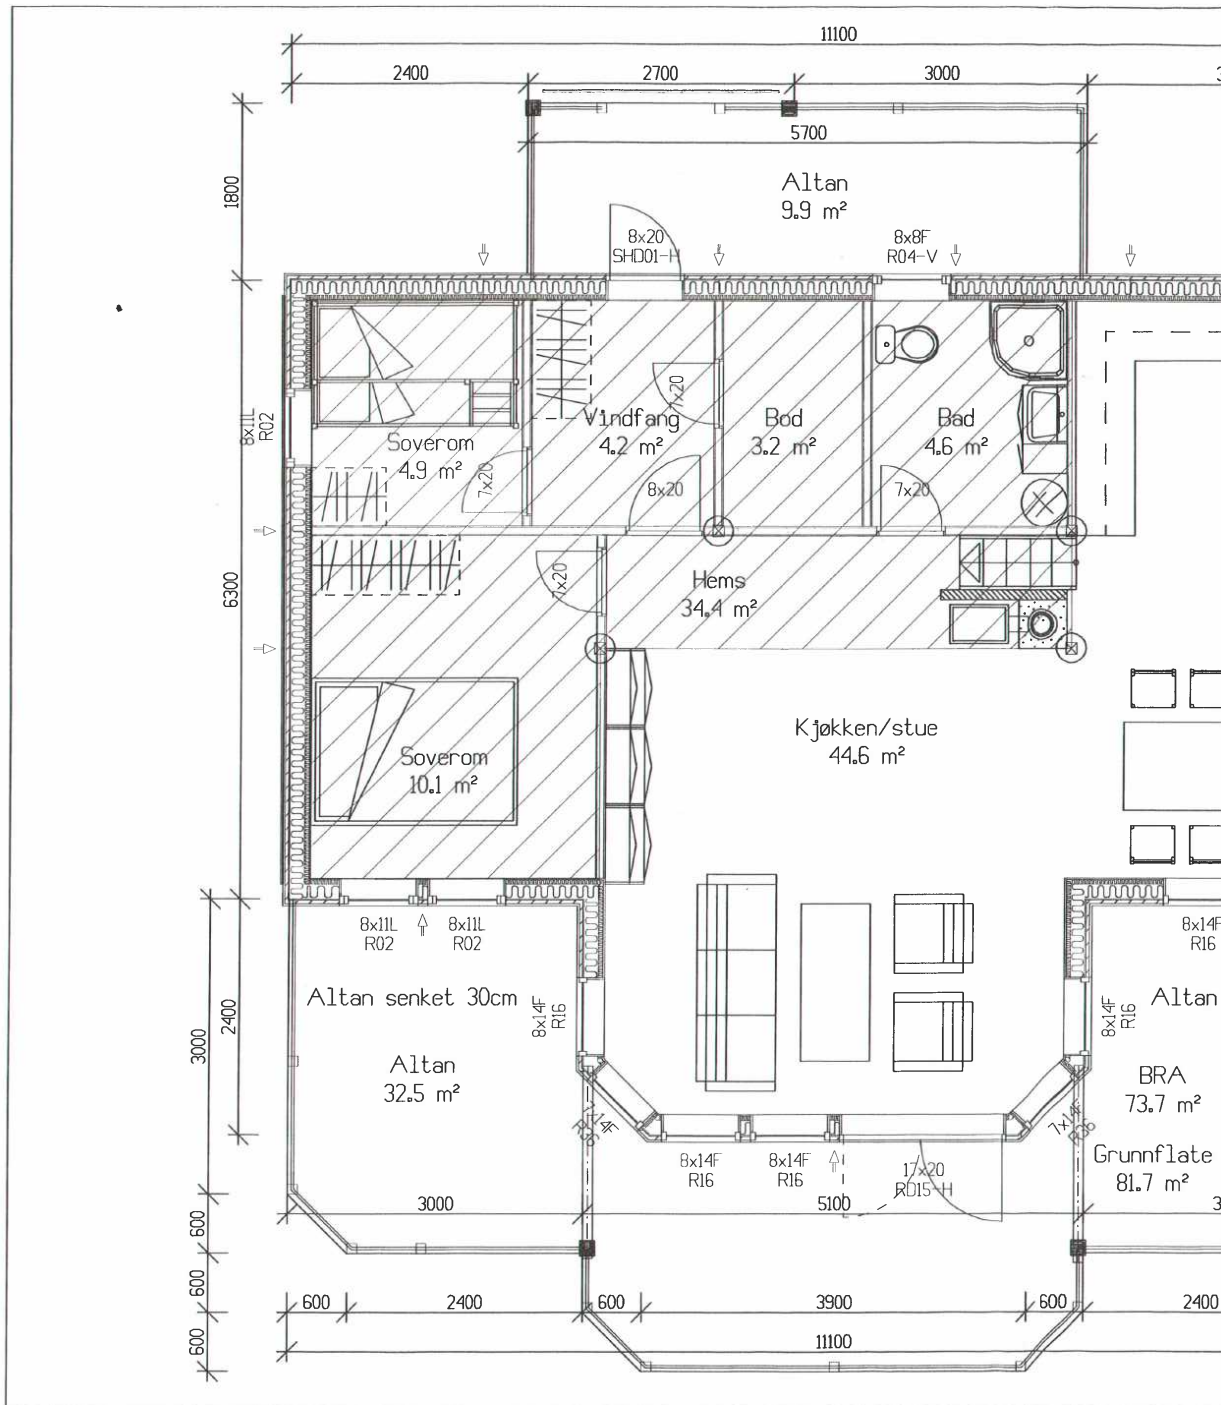 11100
2400
2700
3000
5700
1800
Altan
9.9 m²
8x20
SHD01-H
8x8F
R04-V
8x11L
R02
Soverom
4.9 m²
7x20
Vindfang
4.2 m²
7x20
8x20
Bod
3.2 m²
Bad
4.6 m²
7x20
6300
7x20
Hems
34.4 m²
Kjøkken/stue
44.6 m²
Soverom
10.1 m²
8x11L
R02
8x11L
R02
8x14F
R16
Altan senket 30cm
8x14F
R16
8x14F
R16
Altan
3000
2400
Altan
32.5 m²
BRA
73.7 m²
7x14F
Grunnflate
81.7 m²
8x14F
R16
8x14F
R16
17x20
RD15-H
3000
5100
600
600
600
600
2400
600
3900
600
2400
11100